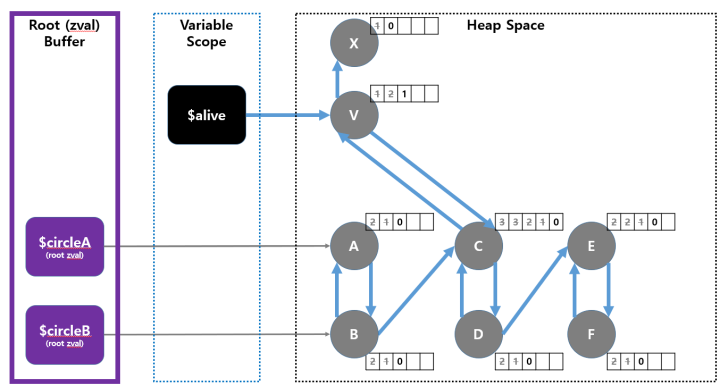 Root (zval)
Buffer
Variable
Scope
Heap Space
1 0
X
1 2 1
$alive
V
2 1 0
3 3 2 1 0
2 2 1 0
$circleA
(root zval)
A
C
E
$circleB
(root zval)
B
D
F
2 1 0
2 1 0
2 1 0